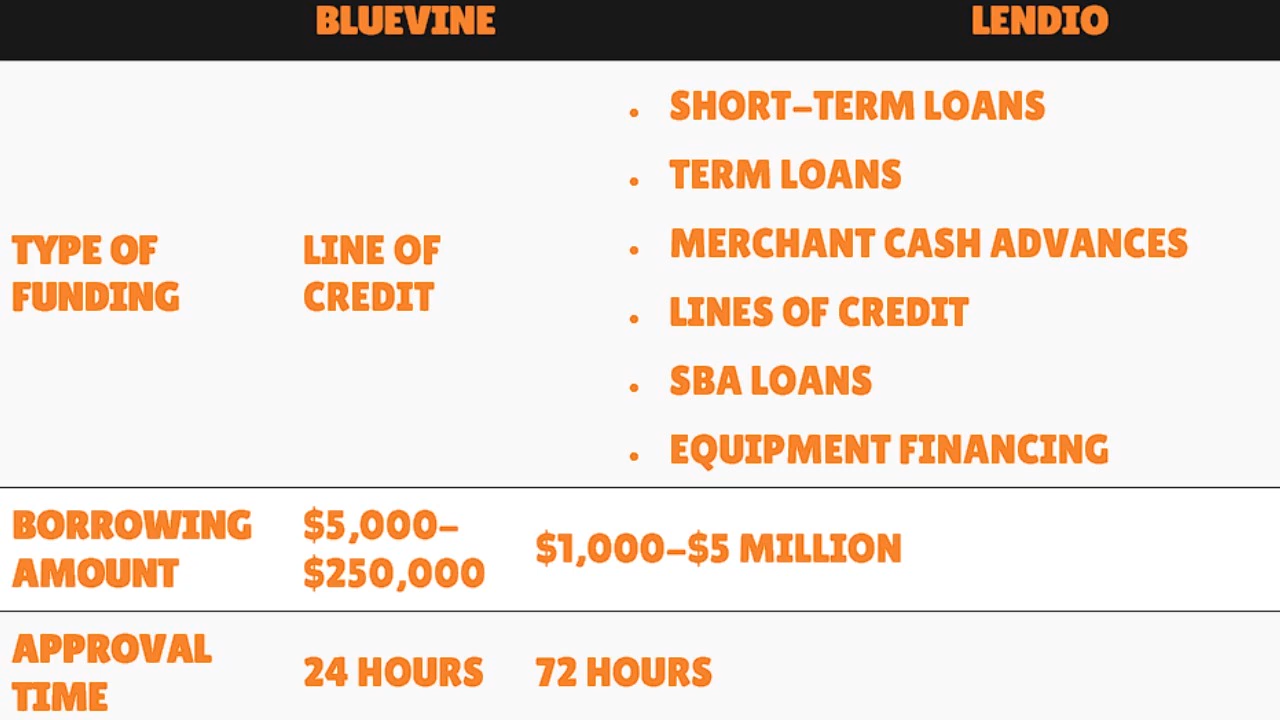 BLUEVINE LENDIO
TYPE OF
FUNDING
LINE OF
CREDIT
• SHORT-TERM LOANS
• TERM LOANS
• MERCHANT CASH ADVANCES
• LINES OF CREDIT
• SBA LOANS
• EQUIPMENT FINANCING
BORROWING
AMOUNT
$5,000–
$250,000
$1,000–$5 MILLION
APPROVAL
TIME
24 HOURS
72 HOURS